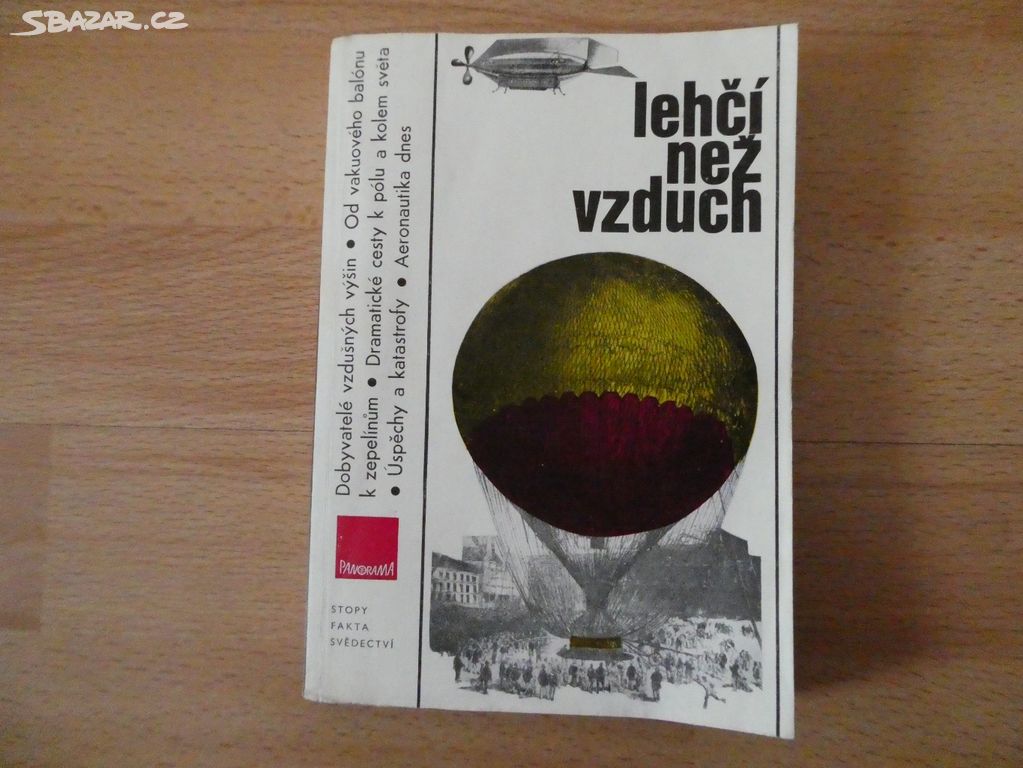 SBAZAR.CZ
lehčí
než
vzduch
Dobyvatelé vzdušných výšin • Od vakuového balónu
k zepelínům • Dramatické cesty k pólu a kolem světa
• Úspěchy a katastrofy • Aeronautika dnes
PANORAMA
STOPY
FAKTA
SVĚDECTVÍ